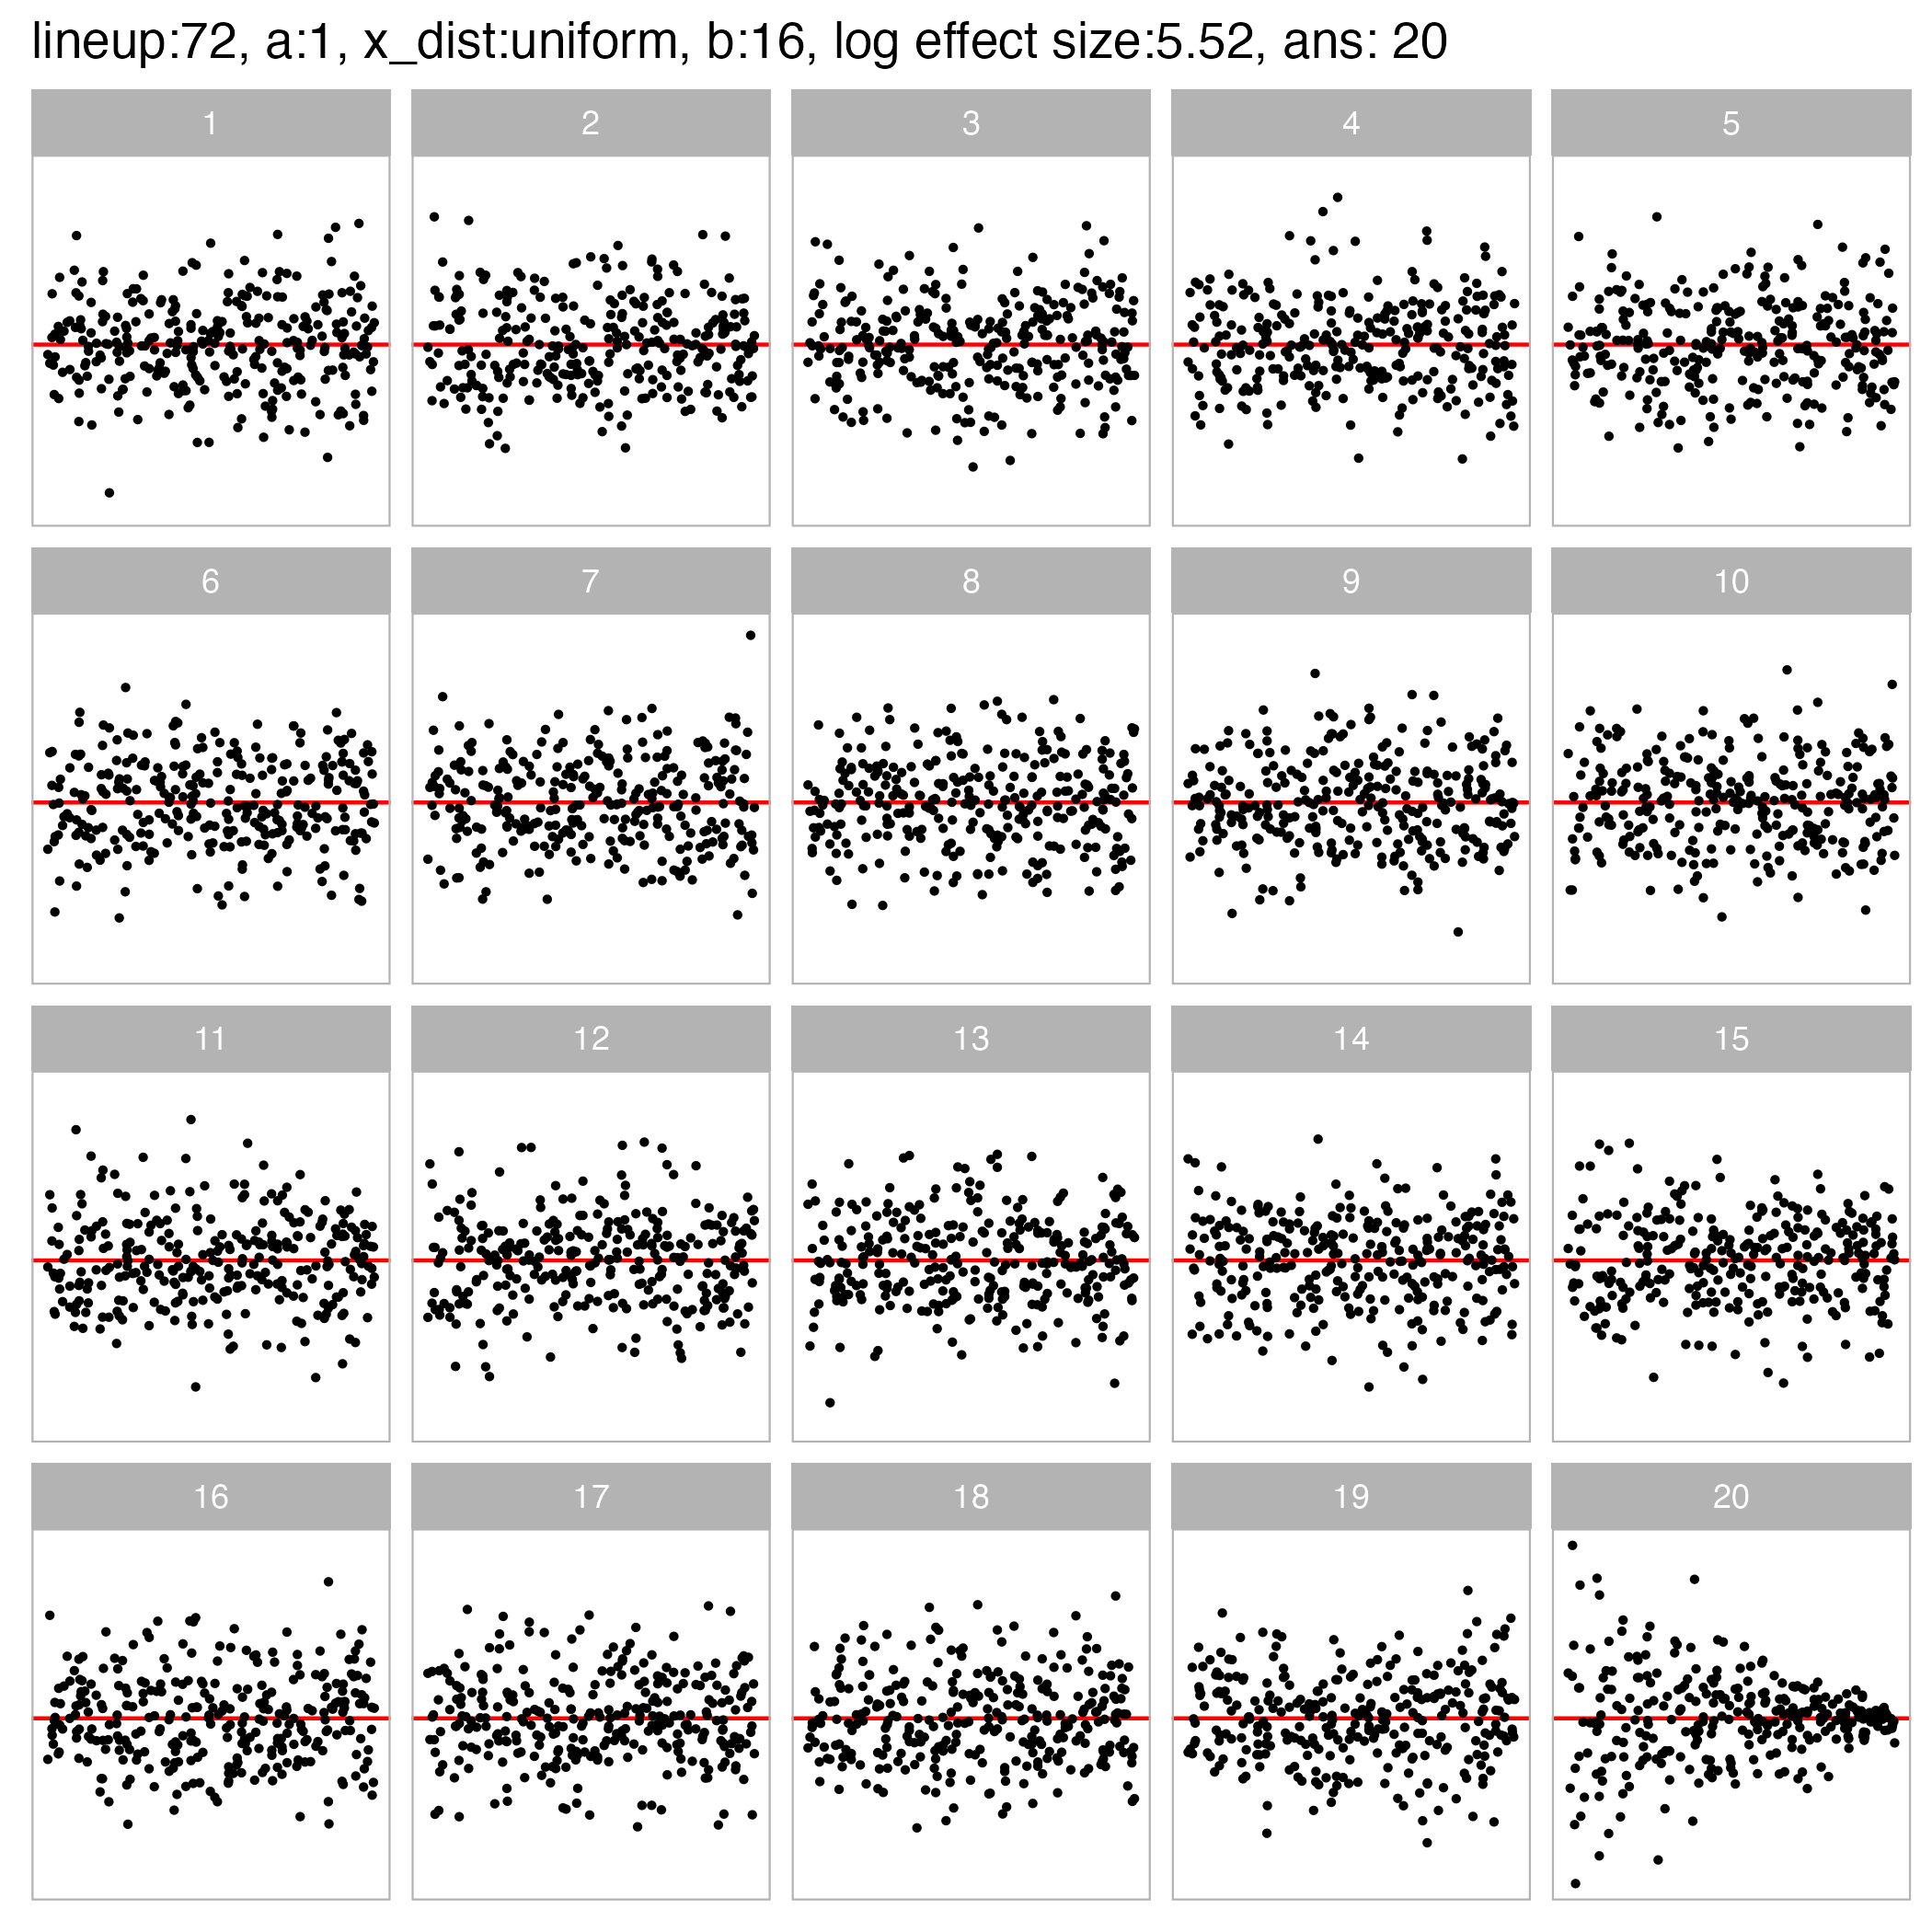 lineup:72, a:1, x_dist:uniform, b:16, log effect size:5.52, ans: 20
1 2 3 4 5
6 7 8 9 10
11 12 13 14 15
16 17 18 19 20